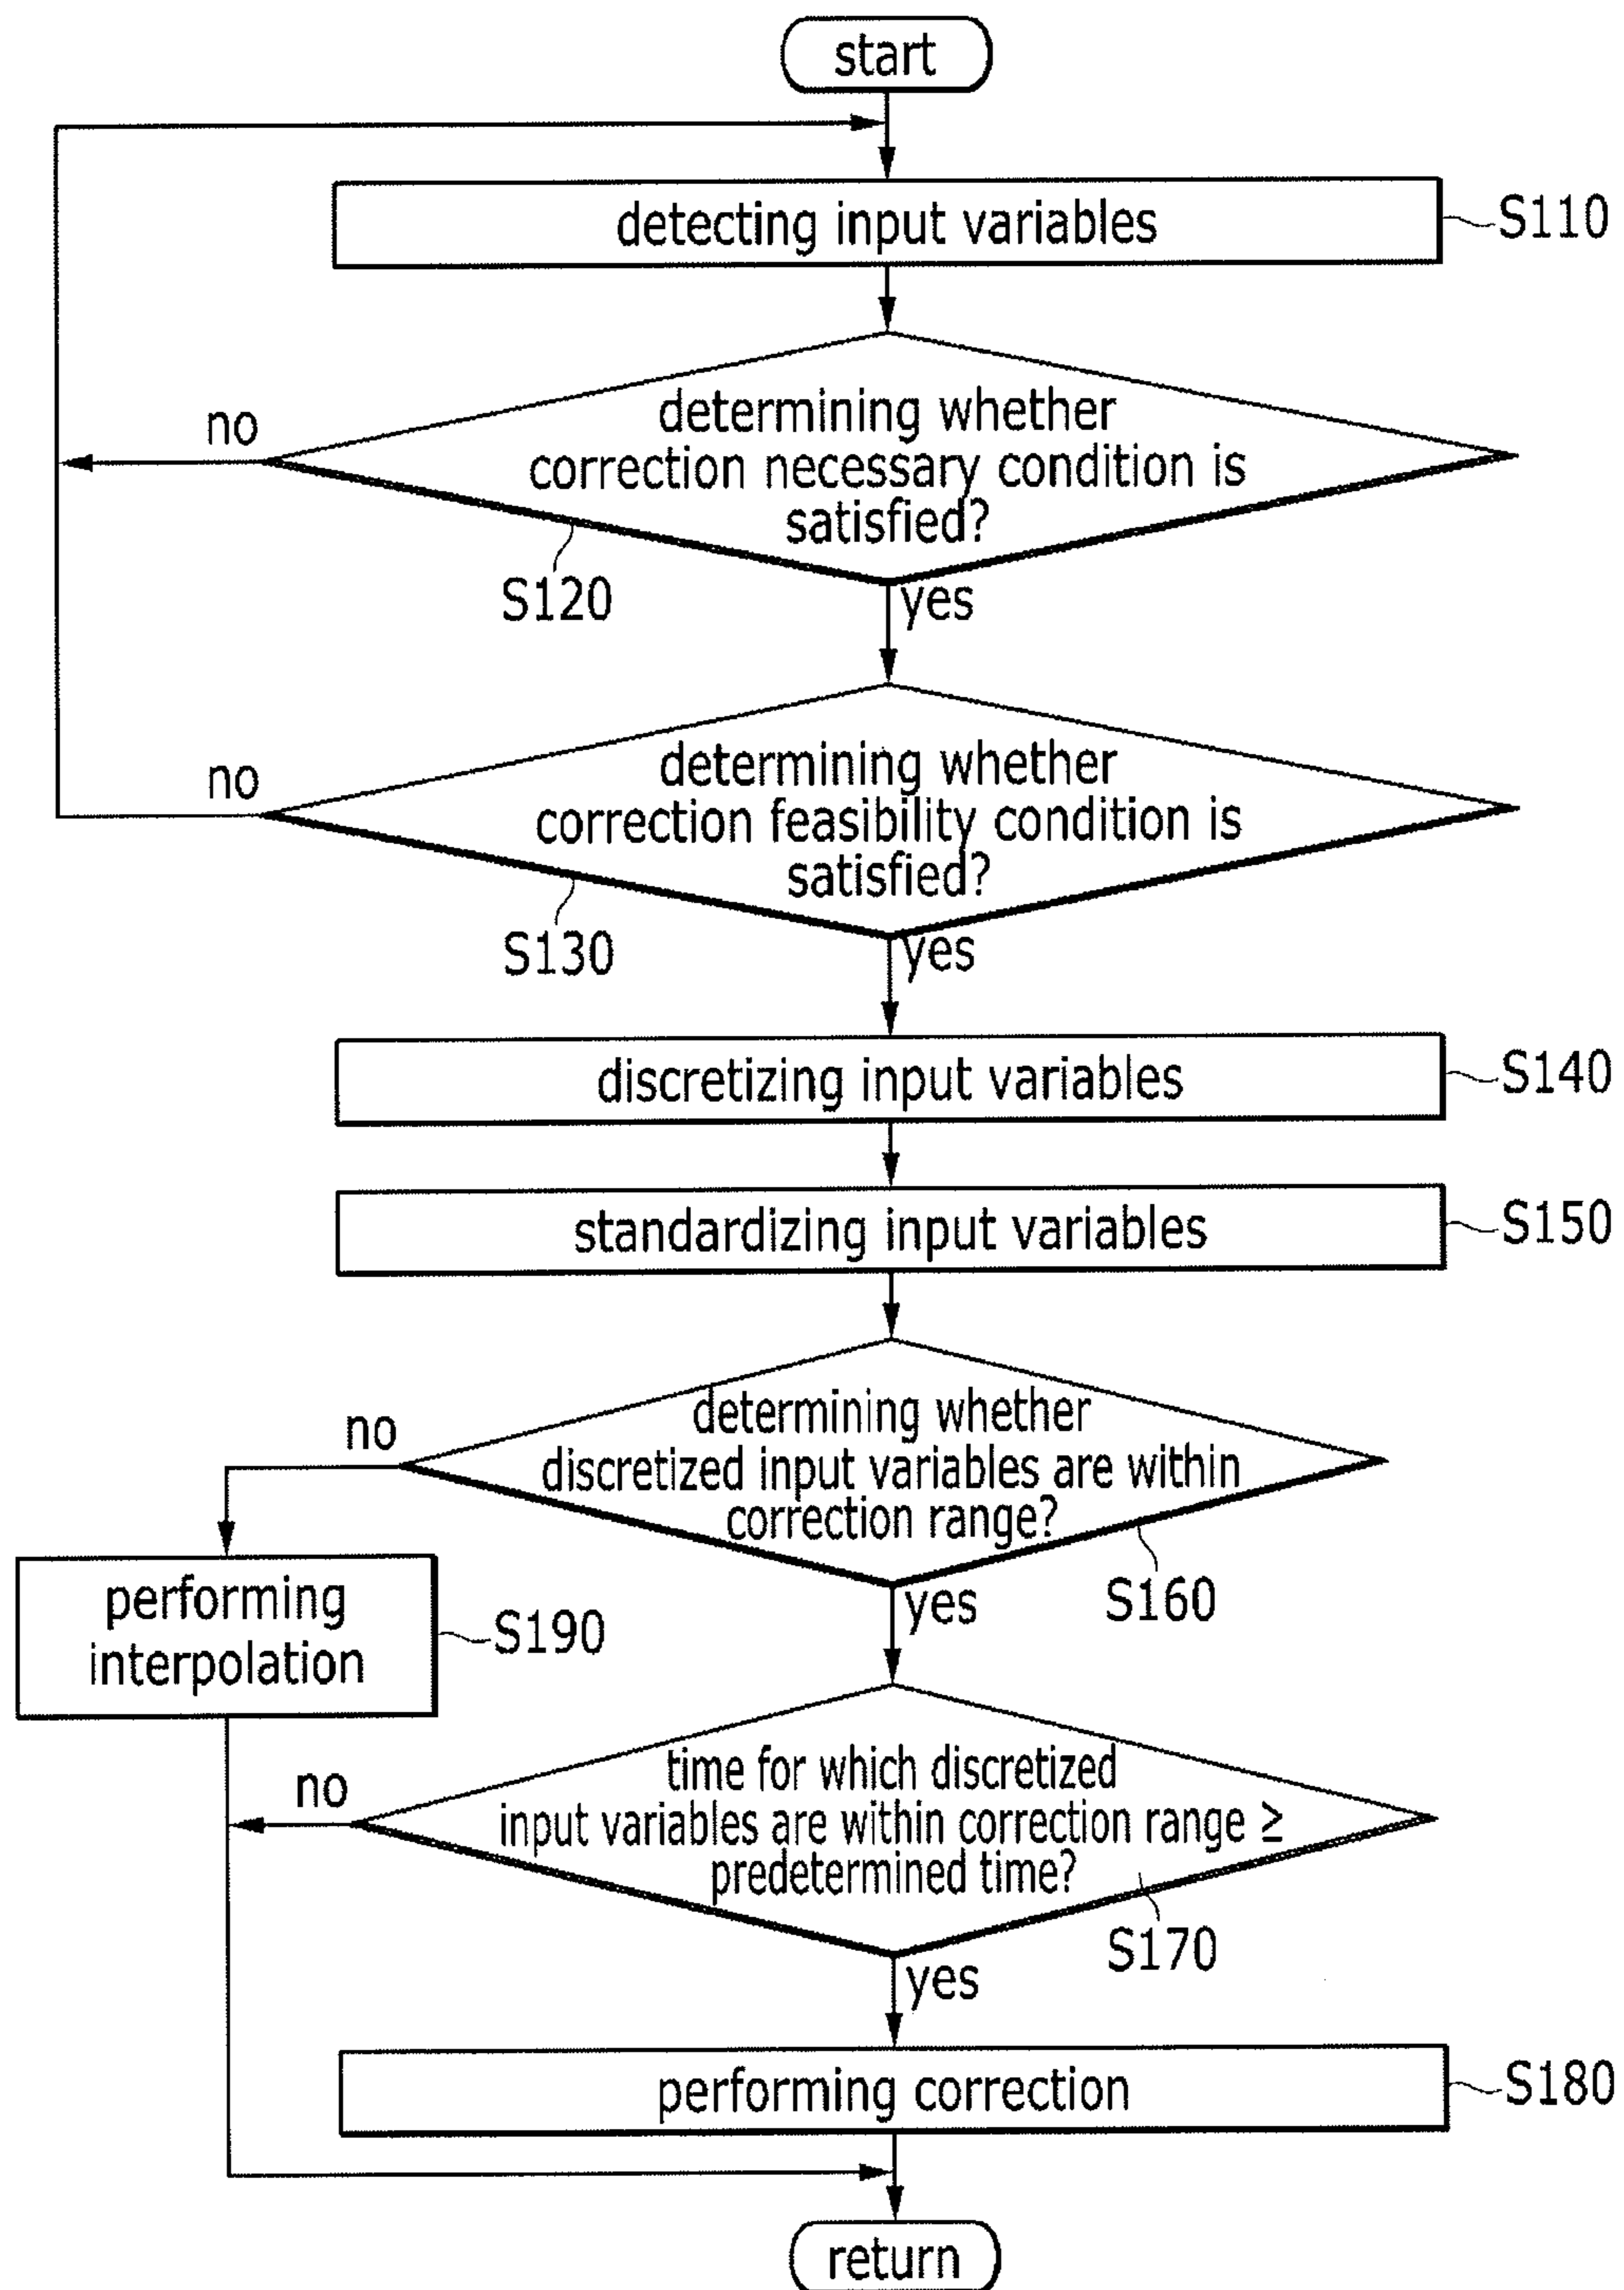 start
detecting input variables
S110
determining whether
correction necessary condition is
satisfied?
no
S120
yes
determining whether
correction feasibility condition is
satisfied?
no
S130
yes
discretizing input variables
S140
standardizing input variables
S150
determining whether
discretized input variables are within
correction range?
no
S160
yes
performing
interpolation
S190
time for which discretized
input variables are within correction range ≥
predetermined time?
no
S170
yes
performing correction
S180
return